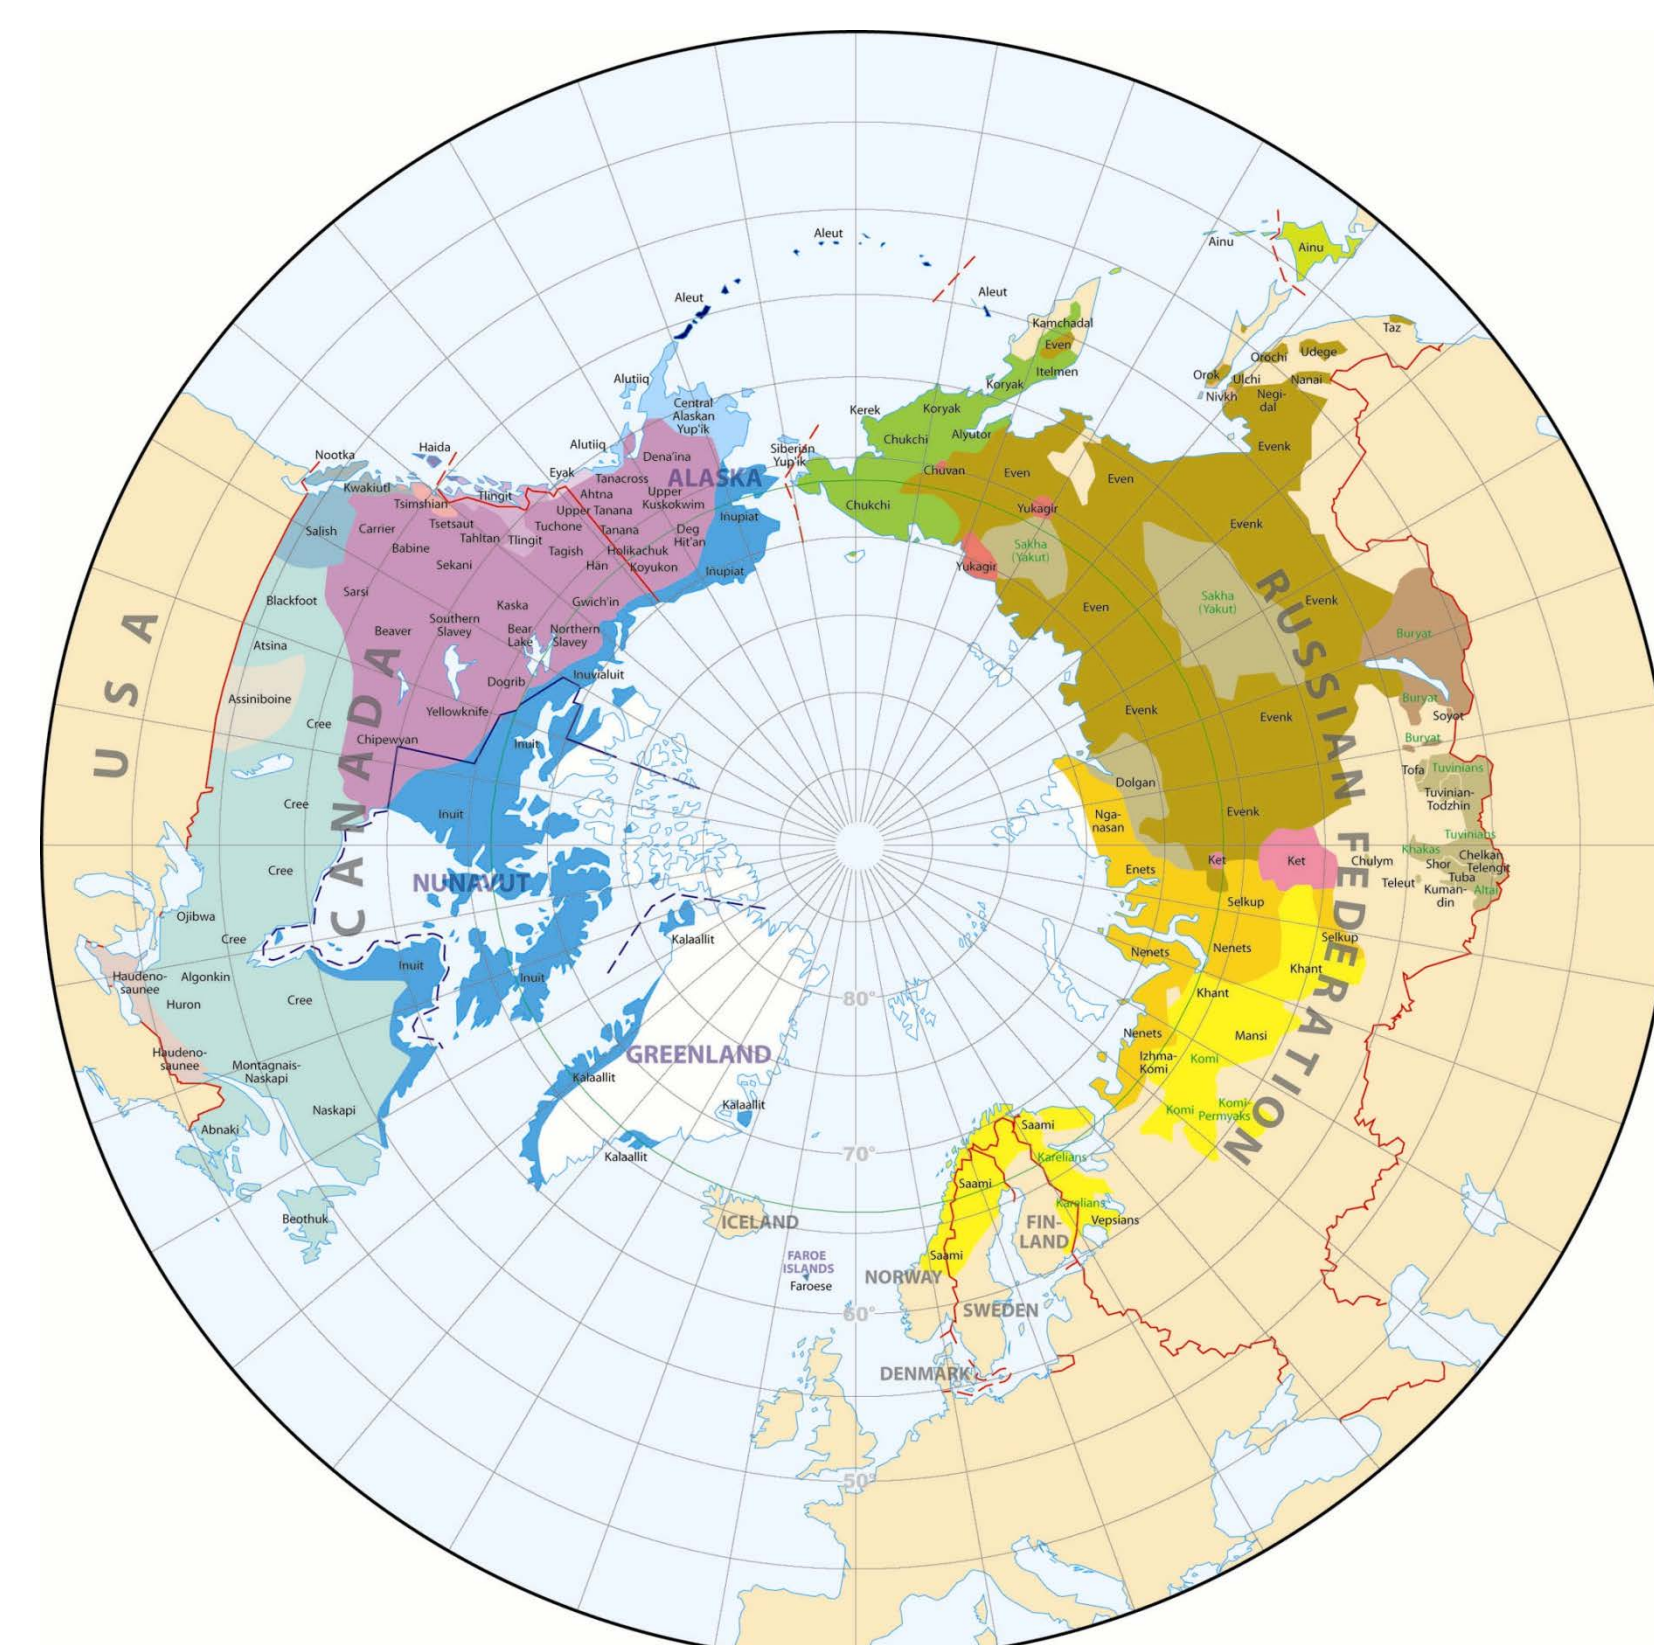 Aleut
Aleut
Aleut
Ainu
Ainu
Kamchadal
Even
Itelmen
Koryak
Koryak
Kerek
Chukchi
Alyutor
Chukchi
Chuvan
Taz
Orochi
Udege
Orok
Ulchi
Nanai
Nivkh
Negi-
dal
Evenk
Even
Even
Yukagir
Yukagir
Sakha
(Yakut)
Evenk
Sakha
(Yakut)
Even
Evenk
Buryat
Evenk
Evenk
Buryat
Soyot
Buryat
Tofa
Tuvinians
Tuvinian-
Todzhin
Tuvinians
Dolgan
Nga-
nasan
Evenk
Ket
Ket
Chulym
Khakas
Chelkan
Shor
Telengit
Tuba
Teleut
Kuman-
din
Altai
Enets
Selkup
Selkup
Nenets
Nenets
Khant
Khant
Nenets
Mansi
Izhma-
Komi
Komi
Komi
Komi-
Permyaks
RUSSIAN FEDERATION
Alutiiq
Central
Alaskan
Yup'ik
Siberian
Yup'ik
Alutiiq
Dena'ina
ALASKA
Eyak
Tanacross
Ahtna
Upper
Kuskokwim
Upper Tanana
Tanana
Deg
Hit'an
Inupiat
Inupiat
Holikachuk
Koyukon
Haida
Nootka
Kwakiutl
Tsimshian
Tlingit
Salish
Carrier
Tsetsaut
Tahltan
Tlingit
Tuchone
Tagish
Han
Babine
Sekani
Sarsi
Kaska
Gwich'in
Beaver
Southern
Slavey
Bear
Lake
Northern
Slavey
Dogrib
Inuvialuit
Yellowknife
Chipewyan
Blackfoot
Atsina
Assiniboine
Cree
Cree
Cree
USA
CANADA
Inuit
Inuit
NUNAVUT
Ojibwa
Cree
Haudeno-
saunee
Algonkin
Huron
Cree
Inuit
Inuit
Haudeno-
saunee
Montagnais-
Naskapi
Naskapi
Abnaki
Beothuk
Kalaallit
GREENLAND
Kalaallit
Kalaallit
Kalaallit
80°
70°
60°
50°
ICELAND
FAROE
ISLANDS
Faroese
Saami
Karelians
Saami
Karelians
Vepsians
FIN-
LAND
Saami
NORWAY
SWEDEN
DENMARK